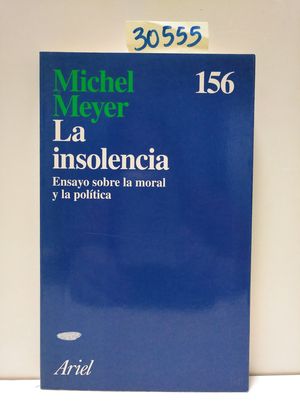 30555
Michel
Meyer
156
La
insolencia
Ensayo sobre la moral
y la política
Ariel